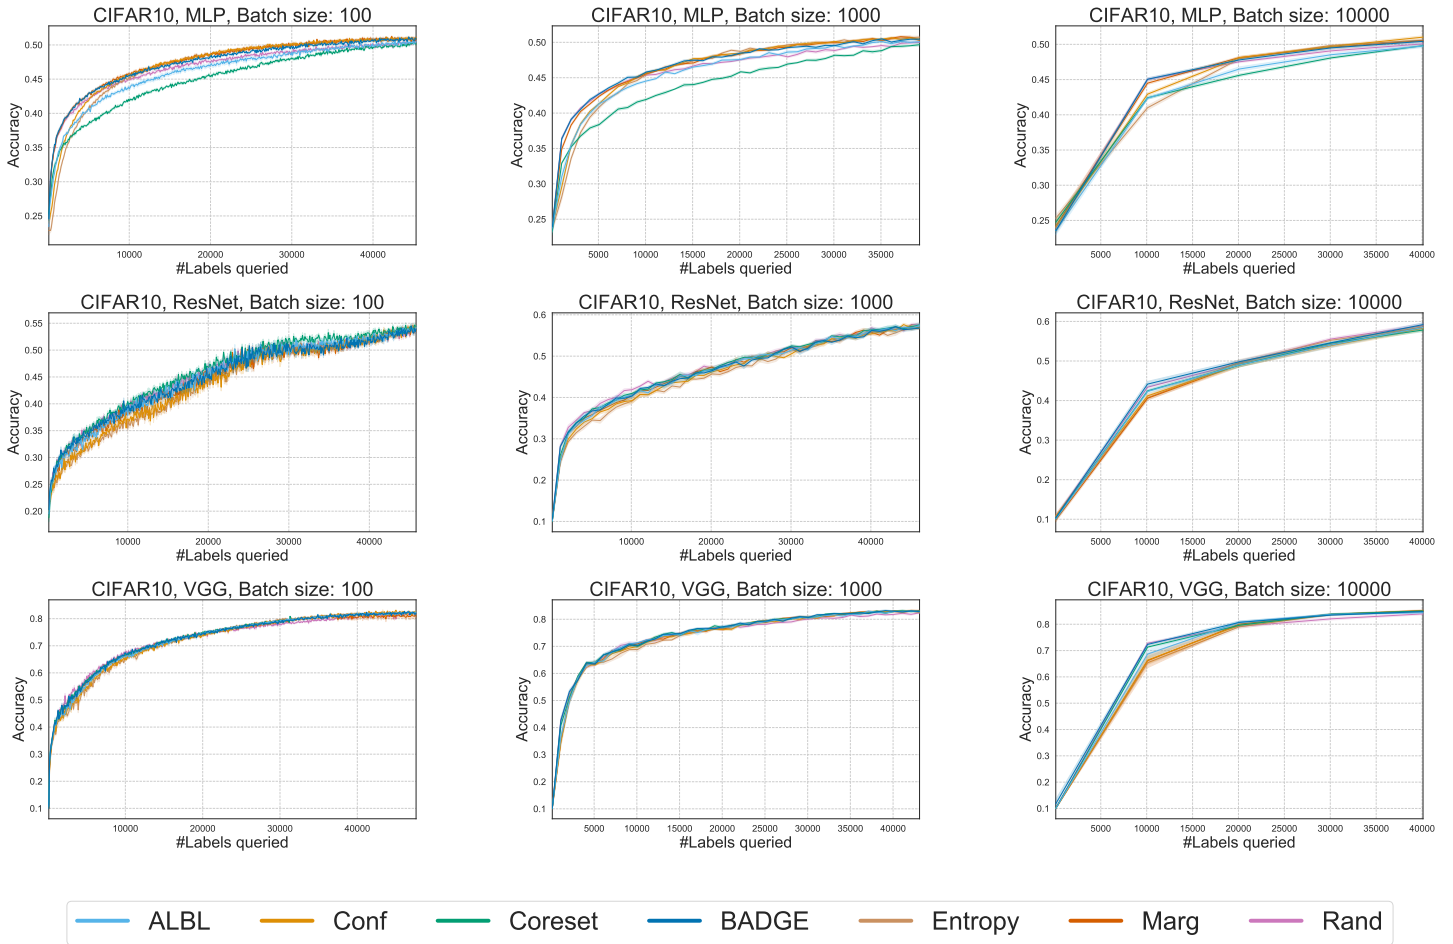 CIFAR10, MLP, Batch size: 100
0.50
0.45
0.40
0.35
0.30
0.25
Accuracy
10000 20000 30000 40000
#Labels queried
CIFAR10, MLP, Batch size: 1000
0.50
0.45
0.40
0.35
0.30
0.25
Accuracy
5000 10000 15000 20000 25000 30000 35000
#Labels queried
CIFAR10, MLP, Batch size: 10000
0.50
0.45
0.40
0.35
0.30
0.25
Accuracy
5000 10000 15000 20000 25000 30000 35000 40000
#Labels queried
CIFAR10, ResNet, Batch size: 100
0.55
0.50
0.45
0.40
0.35
0.30
0.25
0.20
Accuracy
10000 20000 30000 40000
#Labels queried
CIFAR10, ResNet, Batch size: 1000
0.6
0.5
0.4
0.3
0.2
0.1
Accuracy
10000 20000 30000 40000
#Labels queried
CIFAR10, ResNet, Batch size: 10000
0.6
0.5
0.4
0.3
0.2
0.1
Accuracy
5000 10000 15000 20000 25000 30000 35000 40000
#Labels queried
CIFAR10, VGG, Batch size: 100
0.8
0.7
0.6
0.5
0.4
0.3
0.2
0.1
Accuracy
10000 20000 30000 40000
#Labels queried
CIFAR10, VGG, Batch size: 1000
0.8
0.7
0.6
0.5
0.4
0.3
0.2
0.1
Accuracy
5000 10000 15000 20000 25000 30000 35000 40000
#Labels queried
CIFAR10, VGG, Batch size: 10000
0.8
0.7
0.6
0.5
0.4
0.3
0.2
0.1
Accuracy
5000 10000 15000 20000 25000 30000 35000 40000
#Labels queried
ALBL Conf Coreset BADGE Entropy Marg Rand